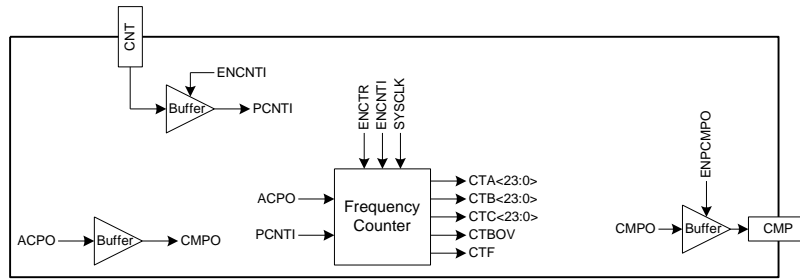 CNT
ENCNTI
Buffer
PCNTI
ENCTR
ENCNTI
SYSCLK
ENPCMPO
ACPO
PCNTI
Frequency
Counter
CTA<23:0>
CTB<23:0>
CTC<23:0>
CTBOV
CTF
ACPO
Buffer
CMPO
CMPO
Buffer
CMP